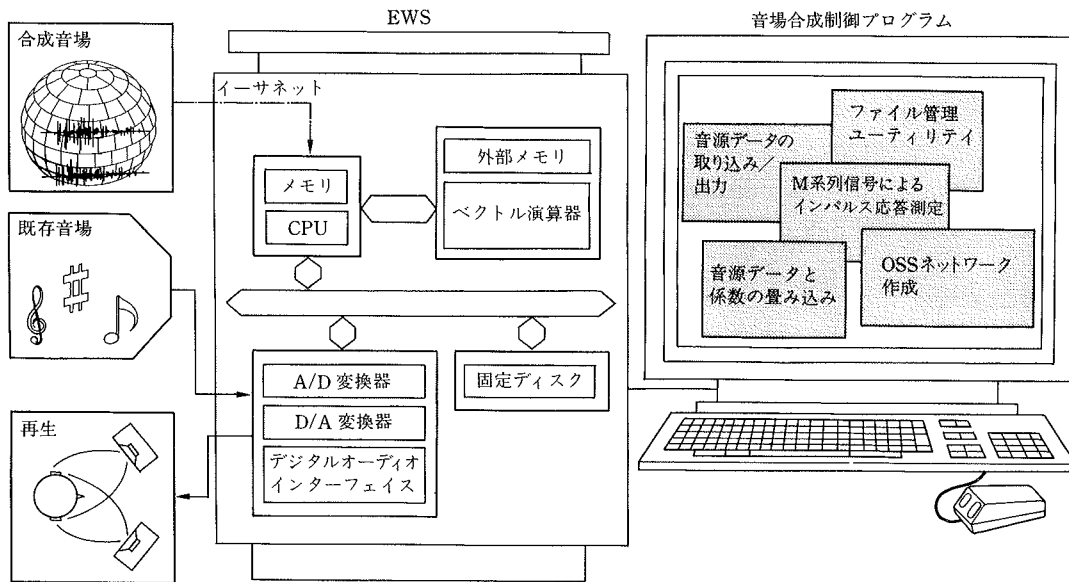 EWS
音場合成制御プログラム
合成音場
イーサネット
メモリ
CPU
外部メモリ
ベクトル演算器
既存音場
A/D 変換器
D/A 変換器
デジタルオーディオ
インターフェイス
固定ディスク
再生
ファイル管理
ユーティリティ
音源データの
取り込み/
出力
M系列信号による
インパルス応答測定
音源データと
係数の畳み込み
OSSネットワーク
作成